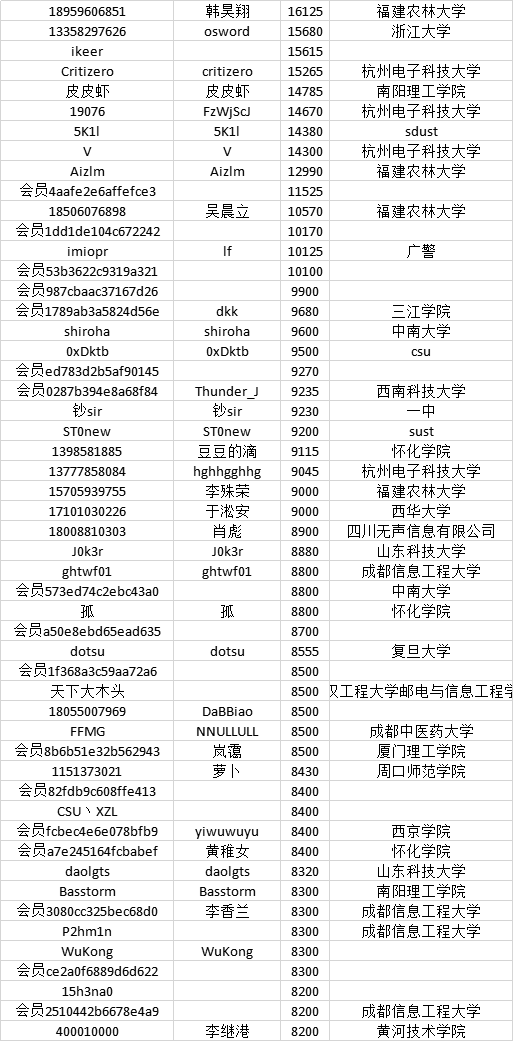 18959606851 韩昊翔 16125 福建农林大学
13358297626 osword 15680 浙江大学
ikeer 15615
Critizero critizero 15265 杭州电子科技大学
皮皮虾 皮皮虾 14785 南阳理工学院
19076 FzWjScJ 14670 杭州电子科技大学
5K1l 5K1l 14380 sdust
V V 14300 杭州电子科技大学
Aizlm Aizlm 12990 福建农林大学
会员4aafe2e6affefce3 11525
18506076898 吴晨立 10570 福建农林大学
会员1dd1de104c672242 10170
imiopr lf 10125 广警
会员53b3622c9319a321 10100
会员987cbaac37167d26 9900
会员1789ab3a5824d56e dkk 9680 三江学院
shiroha shiroha 9600 中南大学
0xDktb 0xDktb 9500 csu
会员ed783d2b5af90145 9270
会员0287b394e8a68f84 Thunder_J 9235 西南科技大学
钞sir 钞sir 9230 一中
ST0new ST0new 9200 sust
1398581885 豆豆的滴 9115 怀化学院
13777858084 hghhgghhg 9045 杭州电子科技大学
15705939755 李殊荣 9000 福建农林大学
17101030226 于淞安 9000 西华大学
18008810303 肖彪 8900 四川无声信息有限公司
J0k3r J0k3r 8880 山东科技大学
ghtwf01 ghtwf01 8800 成都信息工程大学
会员573ed74c2ebc43a0 8800 中南大学
孤 孤 8800 怀化学院
会员a50e8ebd65ead635 8700
dotsu dotsu 8555 复旦大学
会员1f368a3c59aa72a6 8500
天下大木头 8500 汉工程大学邮电与信息工程学
18055007969 DaBBiao 8500
FFMG NNULLULL 8500 成都中医药大学
会员8b6b51e32b562943 岚霭 8500 厦门理工学院
1151373021 萝卜 8430 周口师范学院
会员82fdb9c608ffe413 8400
CSU丶XZL 8400
会员fcbec4e6e078bfb9 yiwuwuyu 8400 西京学院
会员a7e245164fcbabef 黄稚女 8400 怀化学院
daolgts daolgts 8320 山东科技大学
Basstorm Basstorm 8300 南阳理工学院
会员3080cc325bec68d0 李香兰 8300 成都信息工程大学
P2hm1n 8300 成都信息工程大学
WuKong WuKong 8300
会员ce2a0f6889d6d622 8300
15h3na0 8200
会员2510442b6678e4a9 8200 成都信息工程大学
400010000 李继港 8200 黄河技术学院